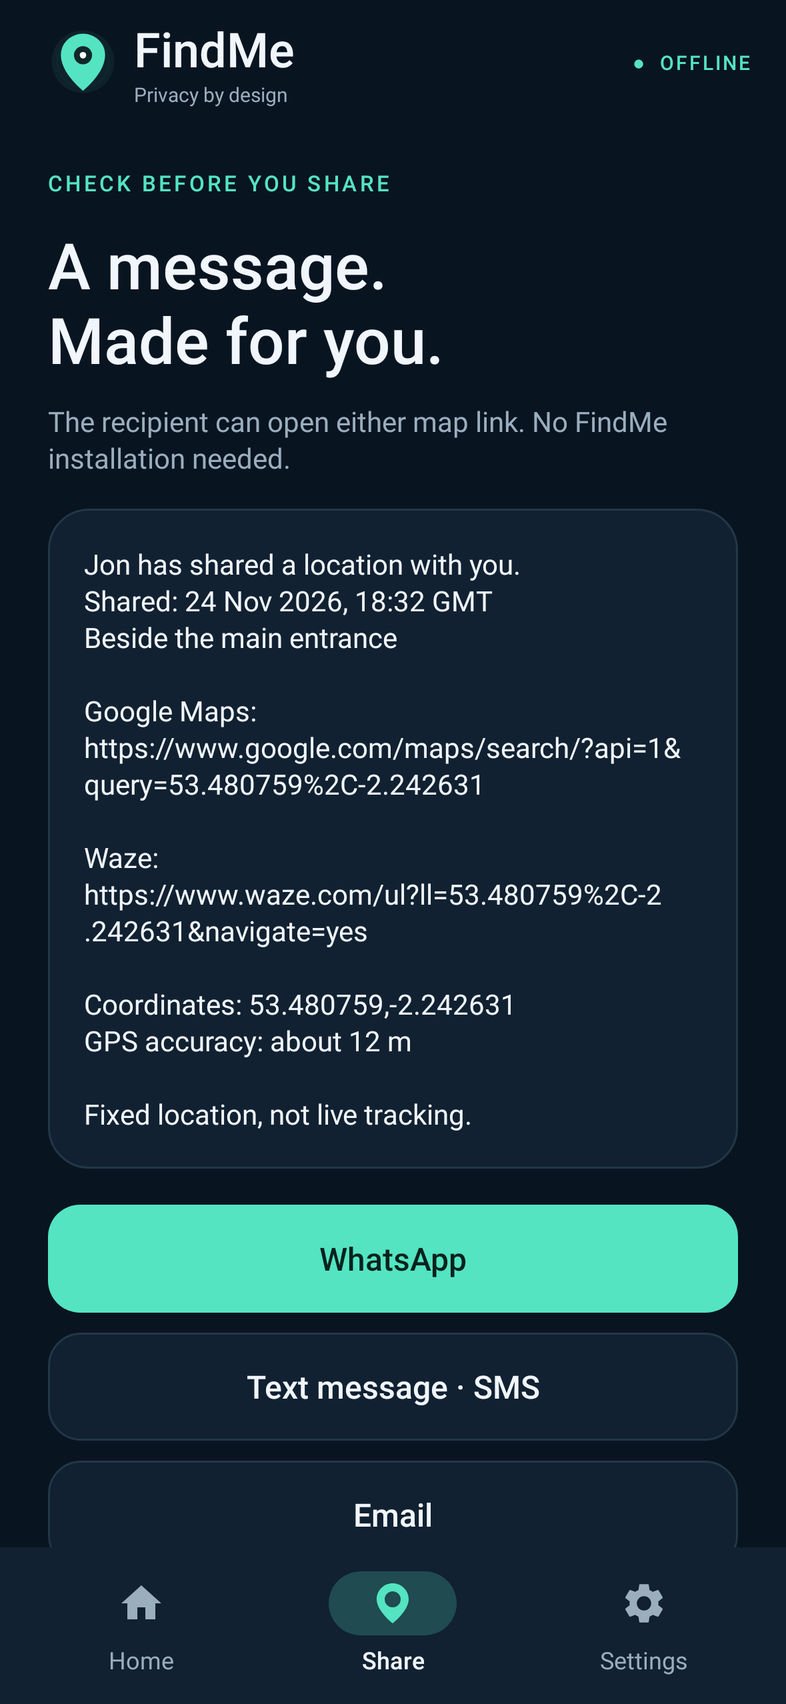 FindMe
Privacy by design
OFFLINE
CHECK BEFORE YOU SHARE
A message.
Made for you.
The recipient can open either map link. No FindMe
installation needed.
Jon has shared a location with you.
Shared: 24 Nov 2026, 18:32 GMT
Beside the main entrance
Google Maps:
https://www.google.com/maps/search/?api=1&
query=53.480759%2C-2.242631
Waze:
https://www.waze.com/ul?ll=53.480759%2C-2
.242631&navigate=yes
Coordinates: 53.480759,-2.242631
GPS accuracy: about 12 m
Fixed location, not live tracking.
WhatsApp
Text message · SMS
Email
Home
Share
Settings